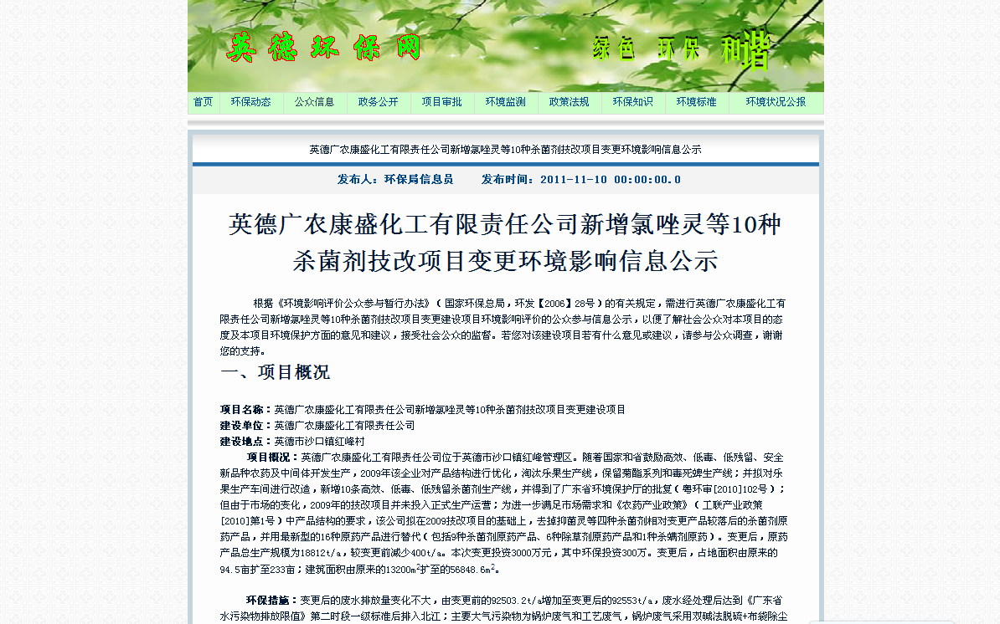 英德环保网
绿色 环保 和谐
首页 环保动态 公众信息 政务公开 项目审批 环境监测 政策法规 环保知识 环境标准 环境状况公报
英德广农康盛化工有限责任公司新增氯唑灵等10种杀菌剂技改项目变更环境影响信息公示
发布人：环保局信息员 发布时间：2011-11-10 00:00:00.0
英德广农康盛化工有限责任公司新增氯唑灵等10种
杀菌剂技改项目变更环境影响信息公示
根据《环境影响评价公众参与暂行办法》（国家环保总局，环发【2006】28号）的有关规定，需进行英德广农康盛化工有
限责任公司新增氯唑灵等10种杀菌剂技改项目变更建设项目环境影响评价的公众参与信息公示，以便了解社会公众对本项目的态
度及本项目环境保护方面的意见和建议，接受社会公众的监督。若您对该建设项目若有什么意见或建议，请参与公众调查，谢谢
您的支持。
一、项目概况
项目名称：英德广农康盛化工有限责任公司新增氯唑灵等10种杀菌剂技改项目变更建设项目
建设单位：英德广农康盛化工有限责任公司
建设地点：英德市沙口镇红峰村
项目概况：英德广农康盛化工有限责任公司位于英德市沙口镇红峰管理区。随着国家和省鼓励高效、低毒、低残留、安全
新品种农药及中间体开发生产，2009年该企业对产品结构进行优化，淘汰乐果生产线，保留菊酯系列和毒死蜱生产线；并拟对乐
果生产车间进行改造，新增10条高效、低毒、低残留杀菌剂生产线，并得到了广东省环境保护厅的批复（粤环审[2010]102号）；
但由于市场的变化，2009年的技改项目并未投入正式生产运营；为进一步满足市场需求和《农药产业政策》（工联产业政策
[2010]第1号）中产品结构的要求，该公司拟在2009技改项目的基础上，去掉抑菌灵等四种杀菌剂相对变更产品较落后的杀菌剂原
药产品，并用最新型的16种原药产品进行替代（包括9种杀菌剂原药产品、6种除草剂原药产品和1种杀螨剂原药）。变更后，原药
产品总生产规模为18812t/a，较变更前减少400t/a。本次变更投资3000万元，其中环保投资300万。变更后，占地面积由原来的
94.5亩扩至233亩；建筑面积由原来的13200m²扩至的56848.6m²。
环保措施：变更后的废水排放量变化不大，由变更前的92503.2t/a增加至变更后的92553t/a，废水经处理后达到《广东省
水污染物排放限值》第二时段一级标准后排入北江；主要大气污染物为锅炉废气和工艺废气，锅炉废气采用双碱法脱硫+布袋除尘